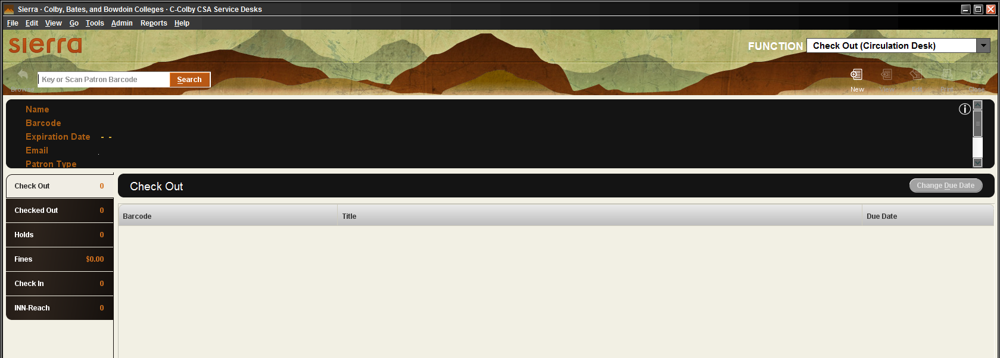 Sierra · Colby, Bates, and Bowdoin Colleges · C-Colby CSA Service Desks
File Edit View Go Tools Admin Reports Help
sierra
FUNCTION Check Out (Circulation Desk)
Key or Scan Patron Barcode Search
Browse New View Edit Print Close
Name
Barcode
Expiration Date - -
Email
Patron Type
Check Out 0
Check Out Change Due Date
Checked Out 0
Barcode Title Due Date
Holds 0
Fines $0.00
Check In 0
INN-Reach 0